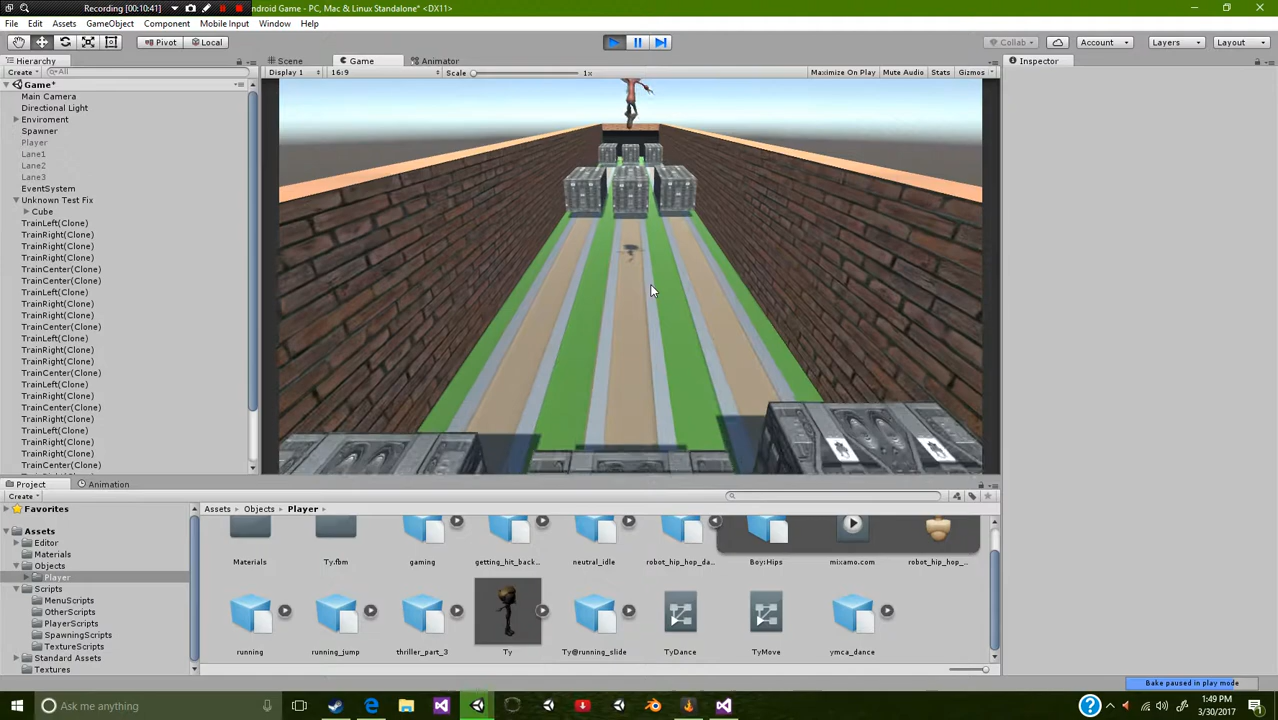 Recording [00:10:41]
ndroid Game - PC, Mac & Linux Standalone* <DX11>
File Edit Assets GameObject Component Mobile Input Window Help
Pivot Local Collab Account Layers Layout
Hierarchy Scene Game Animator Inspector
Create All Display 1 16:9 Scale 1x Maximize On Play Mute Audio Stats Gizmos
Game*
Main Camera
Directional Light
Enviroment
Spawner
Player
Lane1
Lane2
Lane3
EventSystem
Unknown Test Fix
Cube
TrainLeft(Clone)
TrainRight(Clone)
TrainRight(Clone)
TrainRight(Clone)
TrainCenter(Clone)
TrainCenter(Clone)
TrainLeft(Clone)
TrainRight(Clone)
TrainRight(Clone)
TrainCenter(Clone)
TrainLeft(Clone)
TrainRight(Clone)
TrainRight(Clone)
TrainCenter(Clone)
TrainLeft(Clone)
TrainRight(Clone)
TrainCenter(Clone)
TrainRight(Clone)
TrainLeft(Clone)
TrainRight(Clone)
TrainRight(Clone)
TrainCenter(Clone)
Project Animation
Create
Favorites
Assets
Editor
Materials
Objects
Player
Scripts
MenuScripts
OtherScripts
PlayerScripts
SpawningScripts
TextureScripts
Standard Assets
Textures
Assets Objects Player
Materials Ty.fbm gaming getting_hit_back... neutral_idle robot_hip_hop_da... Boy:Hips mixamo.com robot_hip_hop_...
running running_jump thriller_part_3 Ty Ty@running_slide TyDance TyMove ymca_dance
Bake paused in play mode
Ask me anything
1:49 PM
3/30/2017